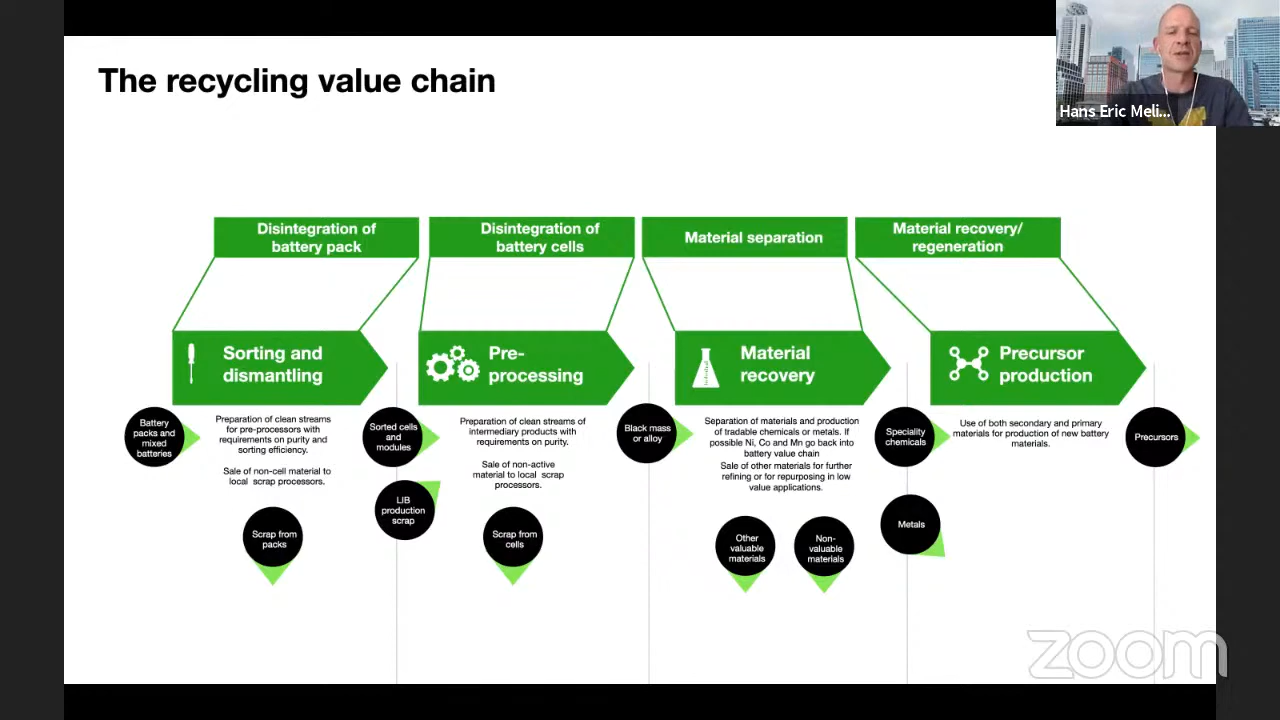 The recycling value chain
Hans Eric Meli...
Disintegration of
battery pack
Disintegration of
battery cells
Material separation
Material recovery/
regeneration
Sorting and
dismantling
Pre-
processing
Material
recovery
Precursor
production
Battery
packs and
mixed
batteries
Preparation of clean streams
for pre-processors with
requirements on purity and
sorting efficiency.
Sale of non-cell material to
local scrap processors.
Scrap from
packs
Sorted cells
and
modules
LIB
production
scrap
Preparation of clean streams of
intermediary products with
requirements on purity.
Sale of non-active
material to local scrap
processors.
Scrap from
cells
Black mass
or alloy
Separation of materials and production
of tradable chemicals or metals. If
possible Ni, Co and Mn go back into
battery value chain
Sale of other materials for further
refining or for repurposing in low
value applications.
Other
valuable
materials
Non-
valuable
materials
Speciality
chemicals
Metals
Use of both secondary and primary
materials for production of new battery
materials.
Precursors
zoom